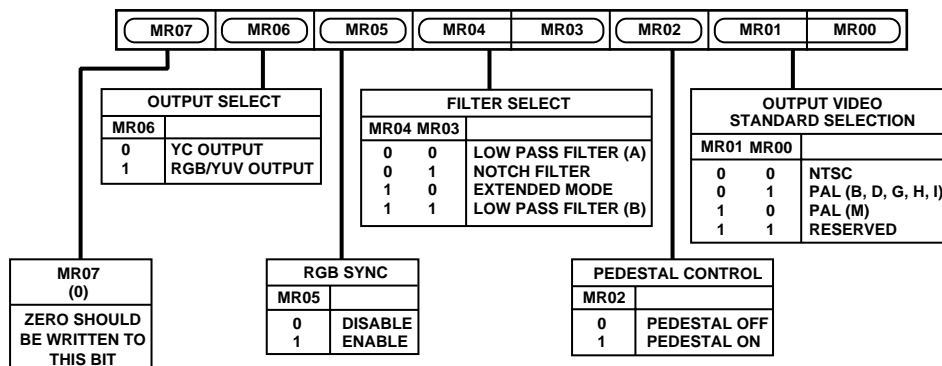 MR07 MR06 MR05 MR04 MR03 MR02 MR01 MR00
OUTPUT SELECT
MR06
0 YC OUTPUT
1 RGB/YUV OUTPUT
FILTER SELECT
MR04 MR03
0 0 LOW PASS FILTER (A)
0 1 NOTCH FILTER
1 0 EXTENDED MODE
1 1 LOW PASS FILTER (B)
OUTPUT VIDEO
STANDARD SELECTION
MR01 MR00
0 0 NTSC
0 1 PAL (B, D, G, H, I)
1 0 PAL (M)
1 1 RESERVED
MR07
(0)
ZERO SHOULD
BE WRITTEN TO
THIS BIT
RGB SYNC
MR05
0 DISABLE
1 ENABLE
PEDESTAL CONTROL
MR02
0 PEDESTAL OFF
1 PEDESTAL ON